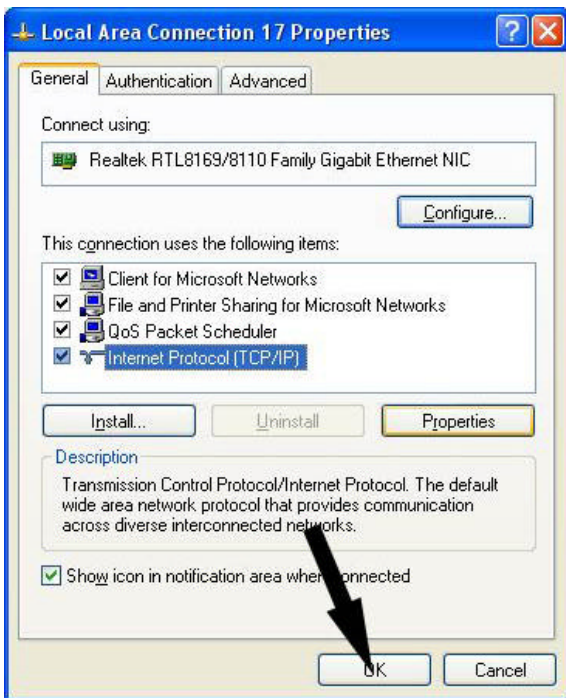 Local Area Connection 17 Properties
General Authentication Advanced
Connect using:
Realtek RTL8169/8110 Family Gigabit Ethernet NIC
Configure...
This connection uses the following items:
Client for Microsoft Networks
File and Printer Sharing for Microsoft Networks
QoS Packet Scheduler
Internet Protocol (TCP/IP)
Install... Uninstall Properties
Description
Transmission Control Protocol/Internet Protocol. The default
wide area network protocol that provides communication
across diverse interconnected networks.
Show icon in notification area when connected
OK Cancel